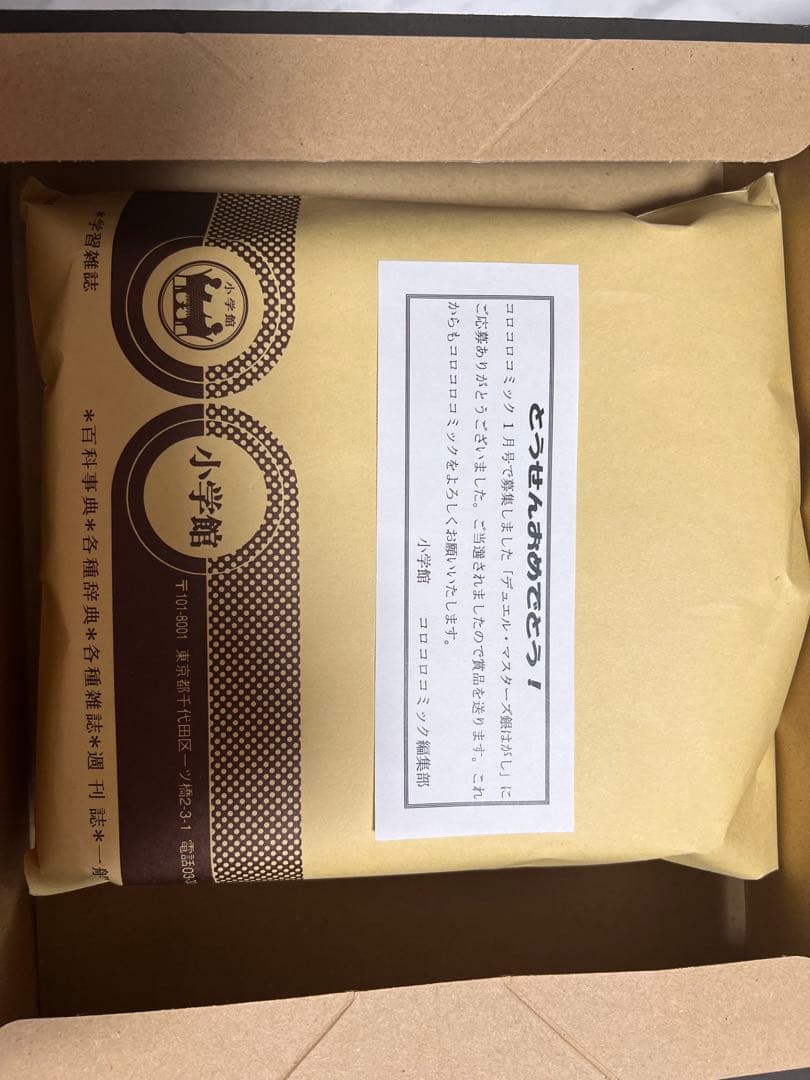 とうせんおめでとう!
コロコロコミック1月号で募集しました「デュエル・マスターズ銀はがし」に
ご応募ありがとうございました。ご当選されましたので賞品を送ります。これ
からもコロコロコミックをよろしくお願いいたします。
小学館　コロコロコミック編集部
小学館
小学館
〒101-8001 東京都千代田区一ツ橋2-3-1 電話03-
*学習雑誌
*百科事典*各種辞典*各種雑誌*週刊誌*一般